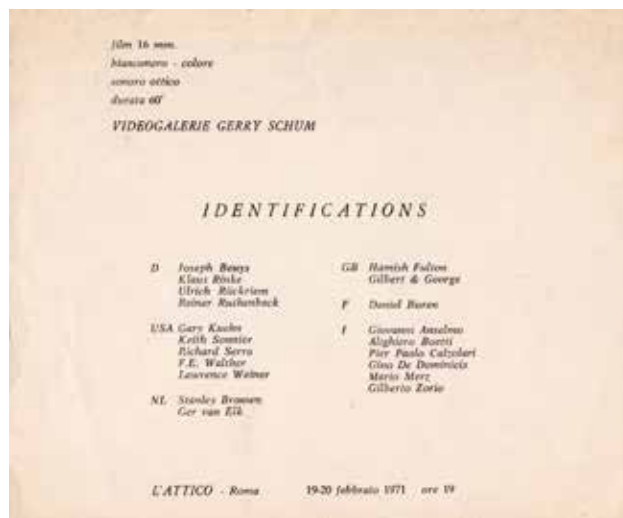 film 16 mm.
bianconero - colore
sonoro ottico
durata 60'
VIDEOGALERIE GERRY SCHUM
IDENTIFICATIONS
D Joseph Beuys
Klaus Rinke
Ulrich Rückriem
Reiner Ruthenbeck
USA Gary Kuehn
Keith Sonnier
Richard Serra
F.E. Walther
Lawrence Weiner
NL Stanley Brouwn
Ger van Elk
GB Hamish Fulton
Gilbert & George
F Daniel Buren
I Giovanni Anselmo
Alighiero Boetti
Pier Paolo Calzolari
Gino De Dominicis
Mario Merz
Gilberto Zorio
L'ATTICO - Roma 19-20 febbraio 1971 ore 19